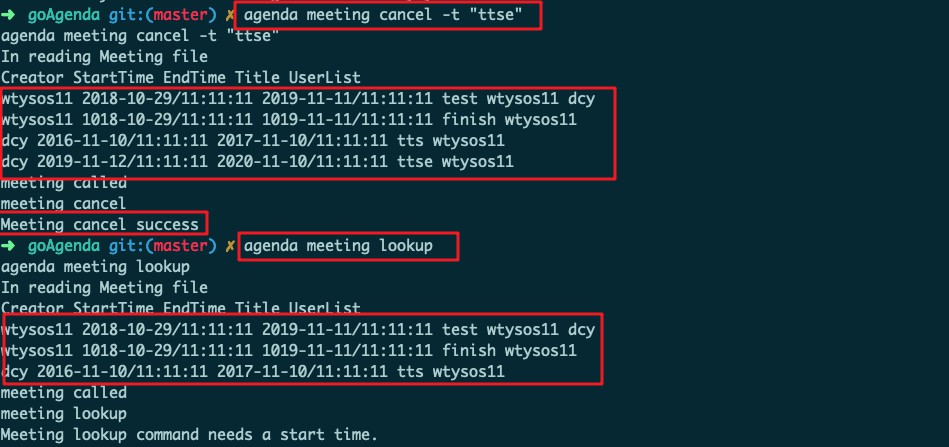 ➜ goAgenda git:(master) ✗ agenda meeting cancel -t "ttse"
agenda meeting cancel -t "ttse"
In reading Meeting file
Creator StartTime EndTime Title UserList
wtysos11 2018-10-29/11:11:11 2019-11-11/11:11:11 test wtysos11 dcy
wtysos11 1018-10-29/11:11:11 1019-11-11/11:11:11 finish wtysos11
dcy 2016-11-10/11:11:11 2017-11-10/11:11:11 tts wtysos11
dcy 2019-11-12/11:11:11 2020-11-10/11:11:11 ttse wtysos11
meeting called
meeting cancel
Meeting cancel success
➜ goAgenda git:(master) ✗ agenda meeting lookup
agenda meeting lookup
In reading Meeting file
Creator StartTime EndTime Title UserList
wtysos11 2018-10-29/11:11:11 2019-11-11/11:11:11 test wtysos11 dcy
wtysos11 1018-10-29/11:11:11 1019-11-11/11:11:11 finish wtysos11
dcy 2016-11-10/11:11:11 2017-11-10/11:11:11 tts wtysos11
meeting called
meeting lookup
Meeting lookup command needs a start time.